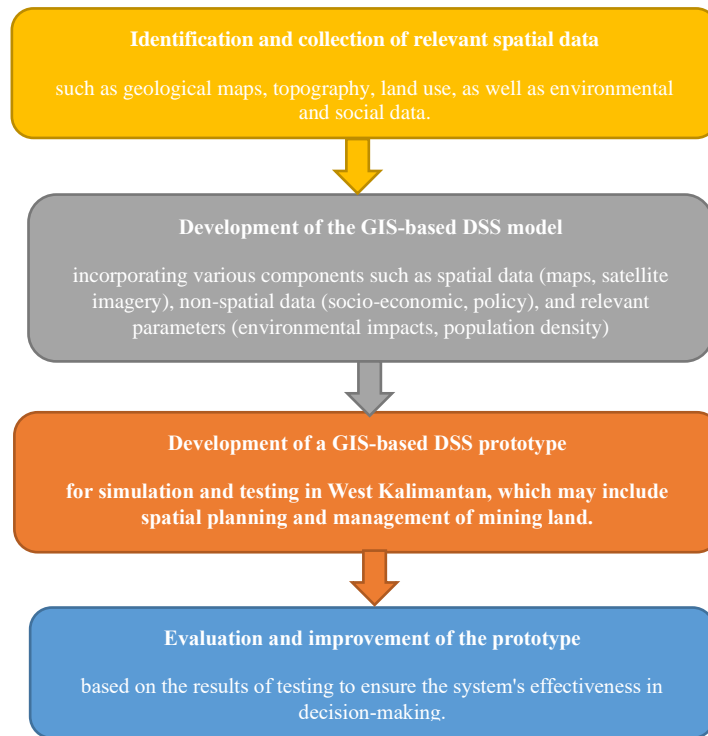 Identification and collection of relevant spatial data
such as geological maps, topography, land use, as well as environmental
and social data.
Development of the GIS-based DSS model
incorporating various components such as spatial data (maps, satellite
imagery), non-spatial data (socio-economic, policy), and relevant
parameters (environmental impacts, population density)
Development of a GIS-based DSS prototype
for simulation and testing in West Kalimantan, which may include
spatial planning and management of mining land.
Evaluation and improvement of the prototype
based on the results of testing to ensure the system's effectiveness in
decision-making.